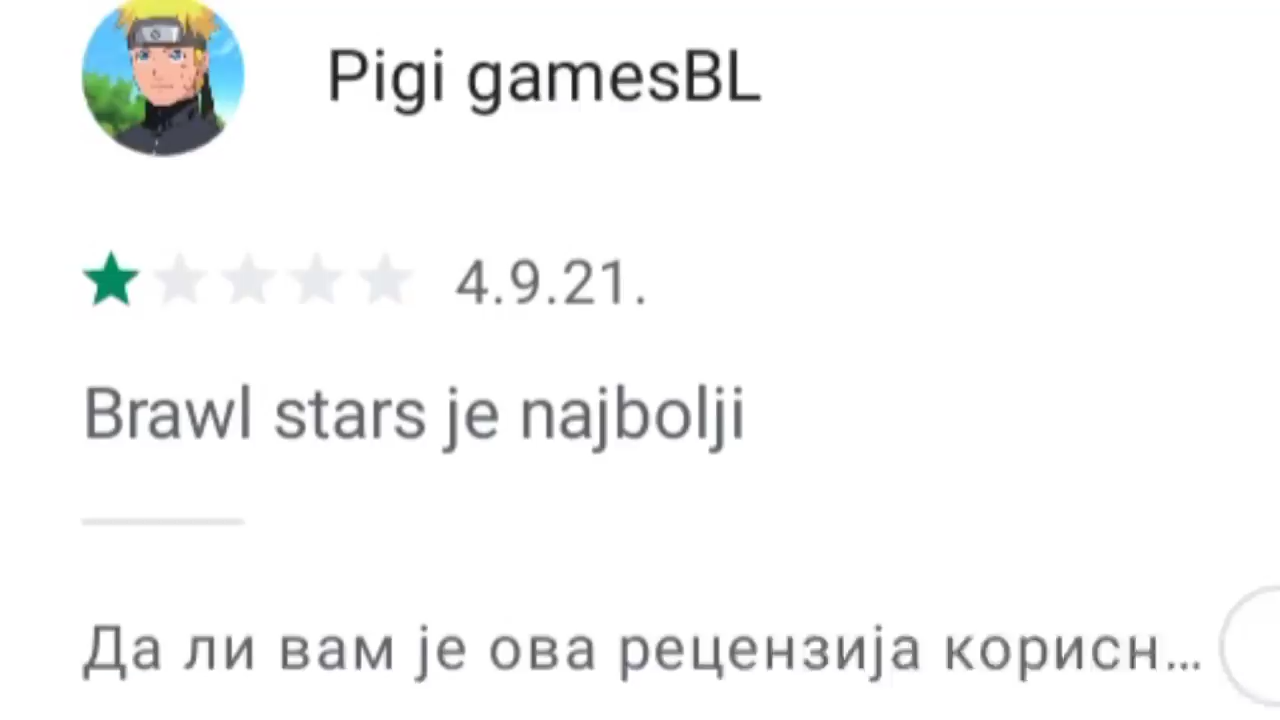 Pigi gamesBL
4.9.21.
Brawl stars je najbolji
Да ли вам је ова рецензија корисн...